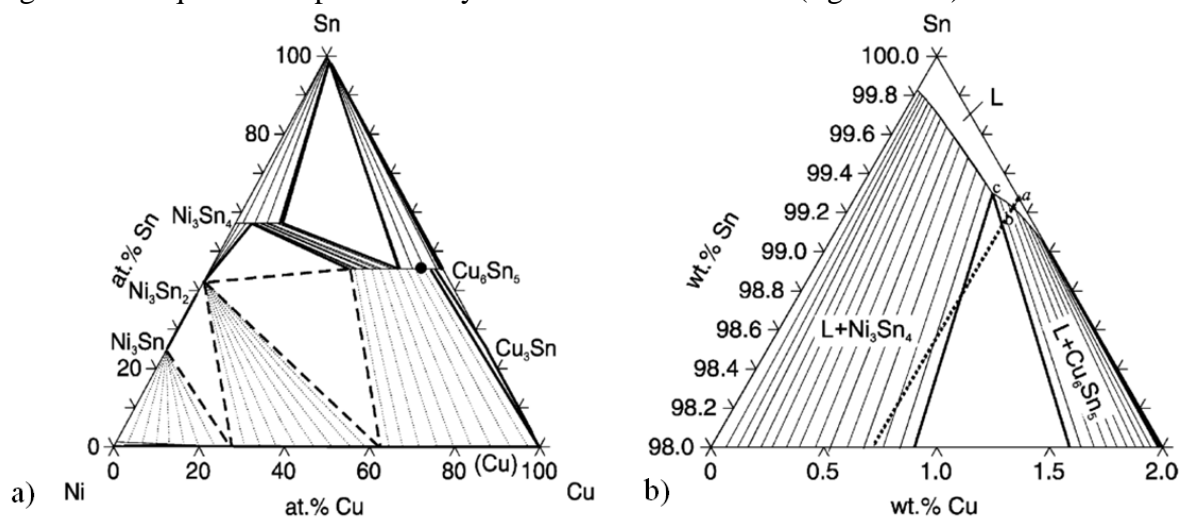 Sn
100
80
at.% Sn
Ni₃Sn₄
Ni₃Sn₂
Ni₃Sn
20
0
Cu₆Sn₅
Cu₃Sn
(Cu)
0 20 40 60 80 100
a) Ni at.% Cu Cu
Sn
100.0
99.8
L
99.6
99.4
wt.% Sn
c
a
99.2
b
99.0
98.8
98.6
L+Ni₃Sn₄
L+Cu₆Sn₅
98.4
98.2
98.0
0 0.5 1.0 1.5 2.0
b) wt.% Cu